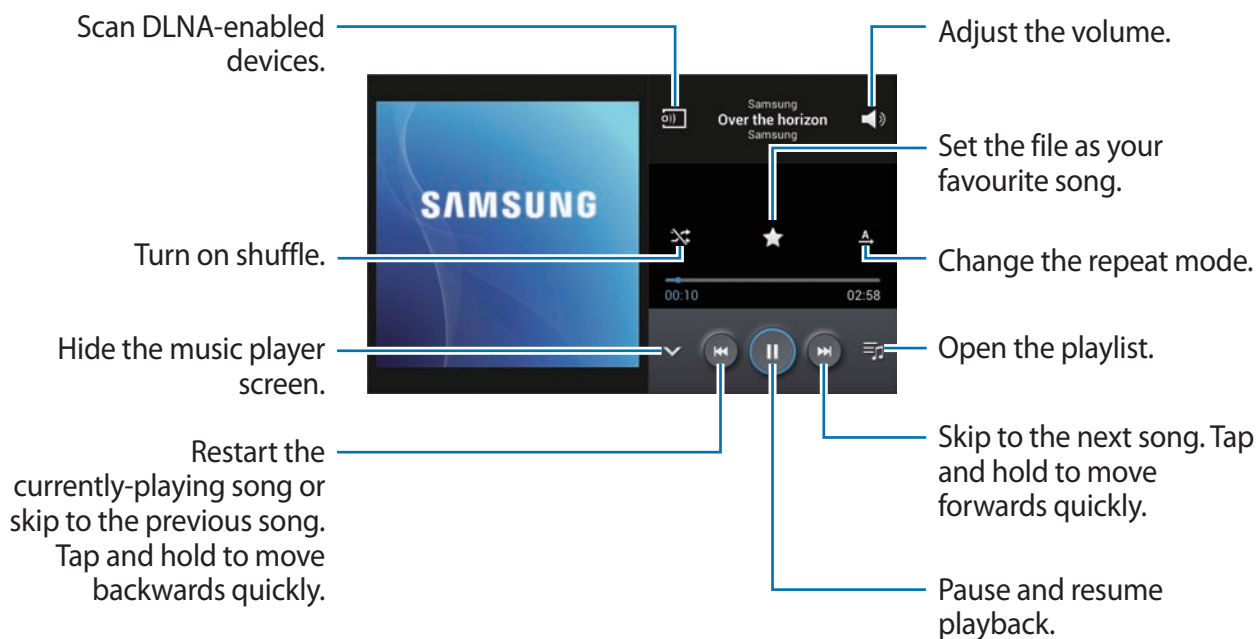 Scan DLNA-enabled
devices.
Turn on shuffle.
Hide the music player
screen.
Restart the
currently-playing song or
skip to the previous song.
Tap and hold to move
backwards quickly.
SAMSUNG
Samsung
Over the horizon
Samsung
A
00:10
02:58
Adjust the volume.
Set the file as your
favourite song.
Change the repeat mode.
Open the playlist.
Skip to the next song. Tap
and hold to move
forwards quickly.
Pause and resume
playback.